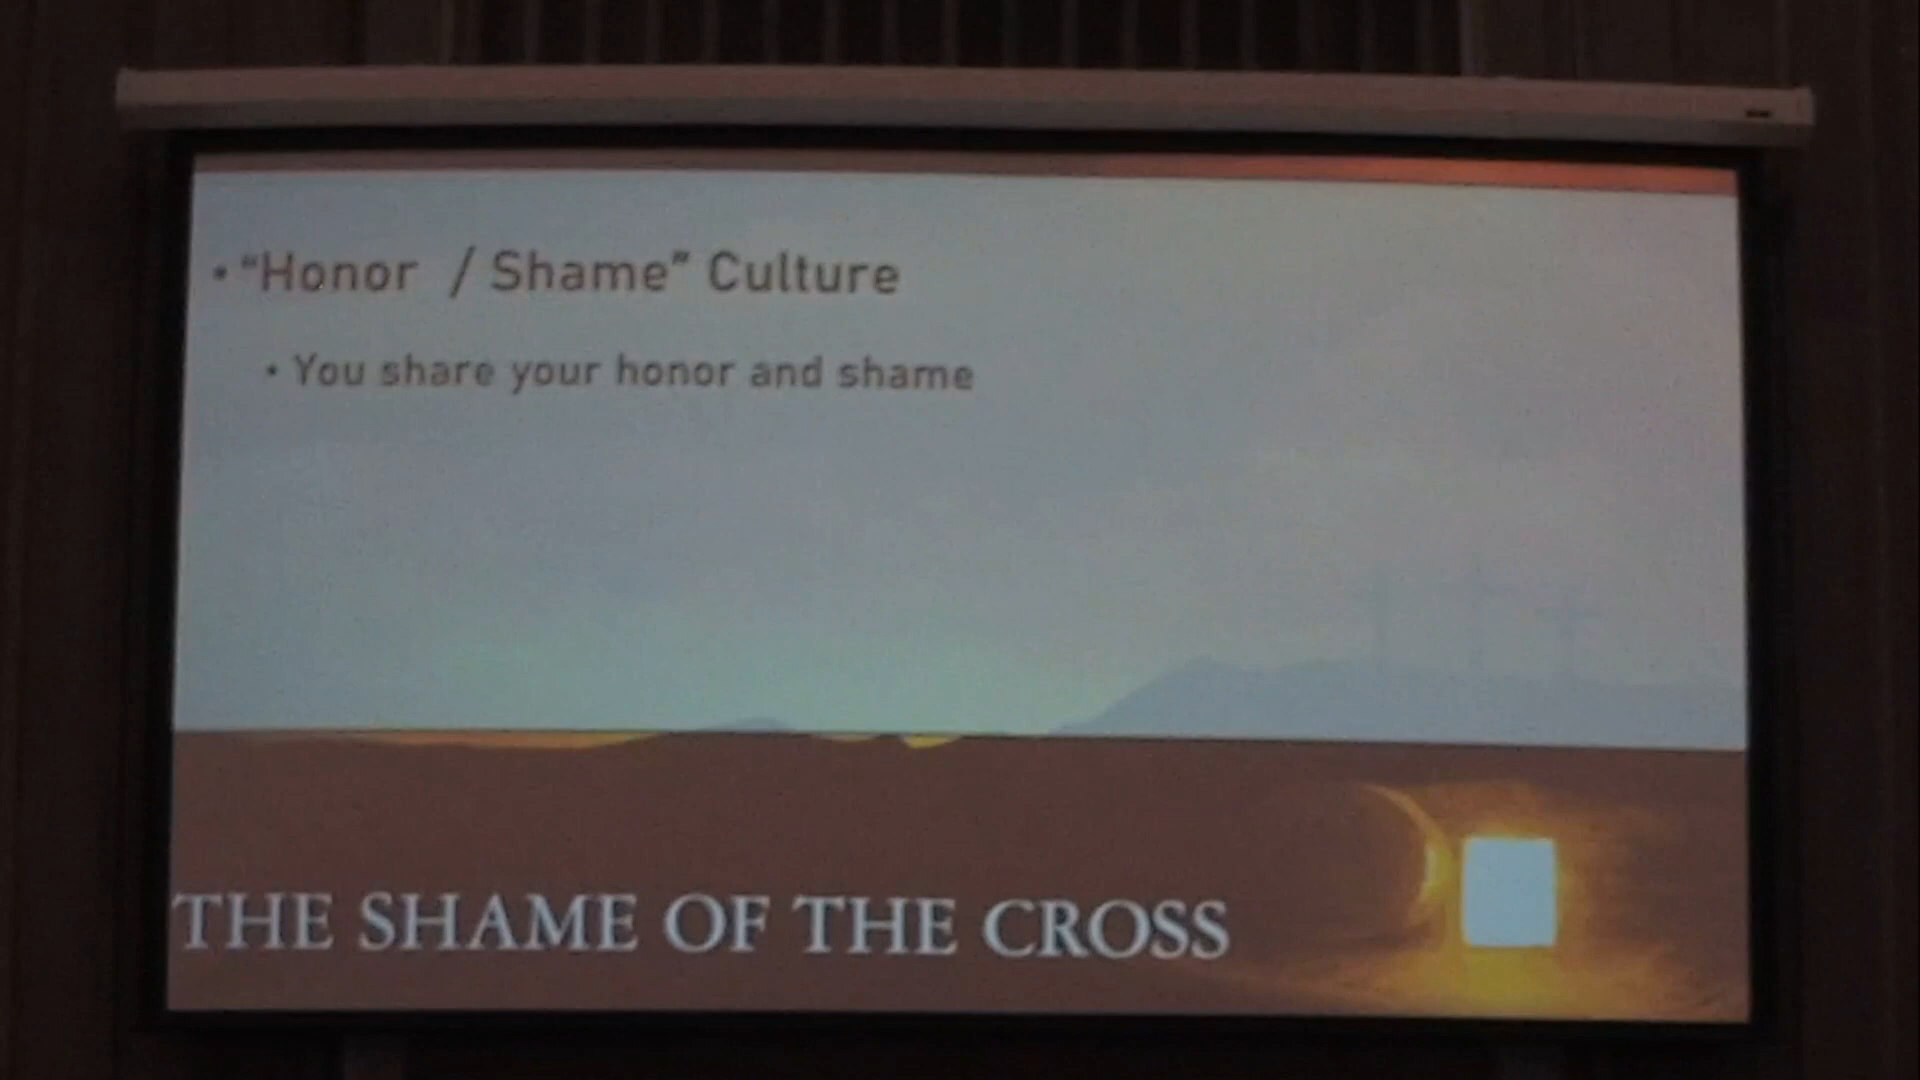 • "Honor / Shame" Culture
• You share your honor and shame
THE SHAME OF THE CROSS